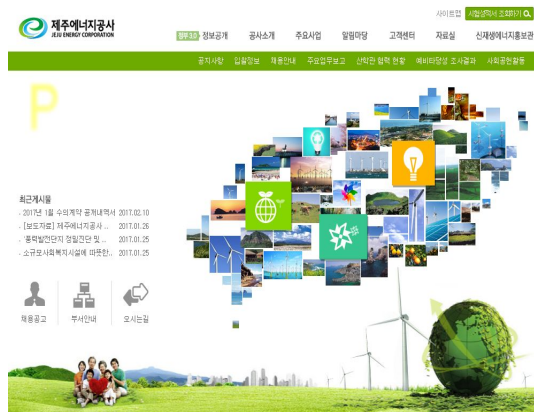 사이트맵 시험성적서 조회하기
제주에너지공사
JEJU ENERGY CORPORATION
정부 3.0 정보공개 공사소개 주요사업 알림마당 고객센터 자료실 신재생에너지홍보관
공지사항 입찰정보 채용안내 주요업무보고 산학관 협력 현황 예비타당성 조사결과 사회공헌활동
P
최근게시물
· 2017년 1월 수의계약 공개내역서 2017.02.10
· [보도자료] 제주에너지공사 .. 2017.01.26
· '풍력발전단지 정밀진단 및 .. 2017.01.25
· 소규모사회복지시설에 따뜻한.. 2017.01.25
채용공고 부서안내 오시는길